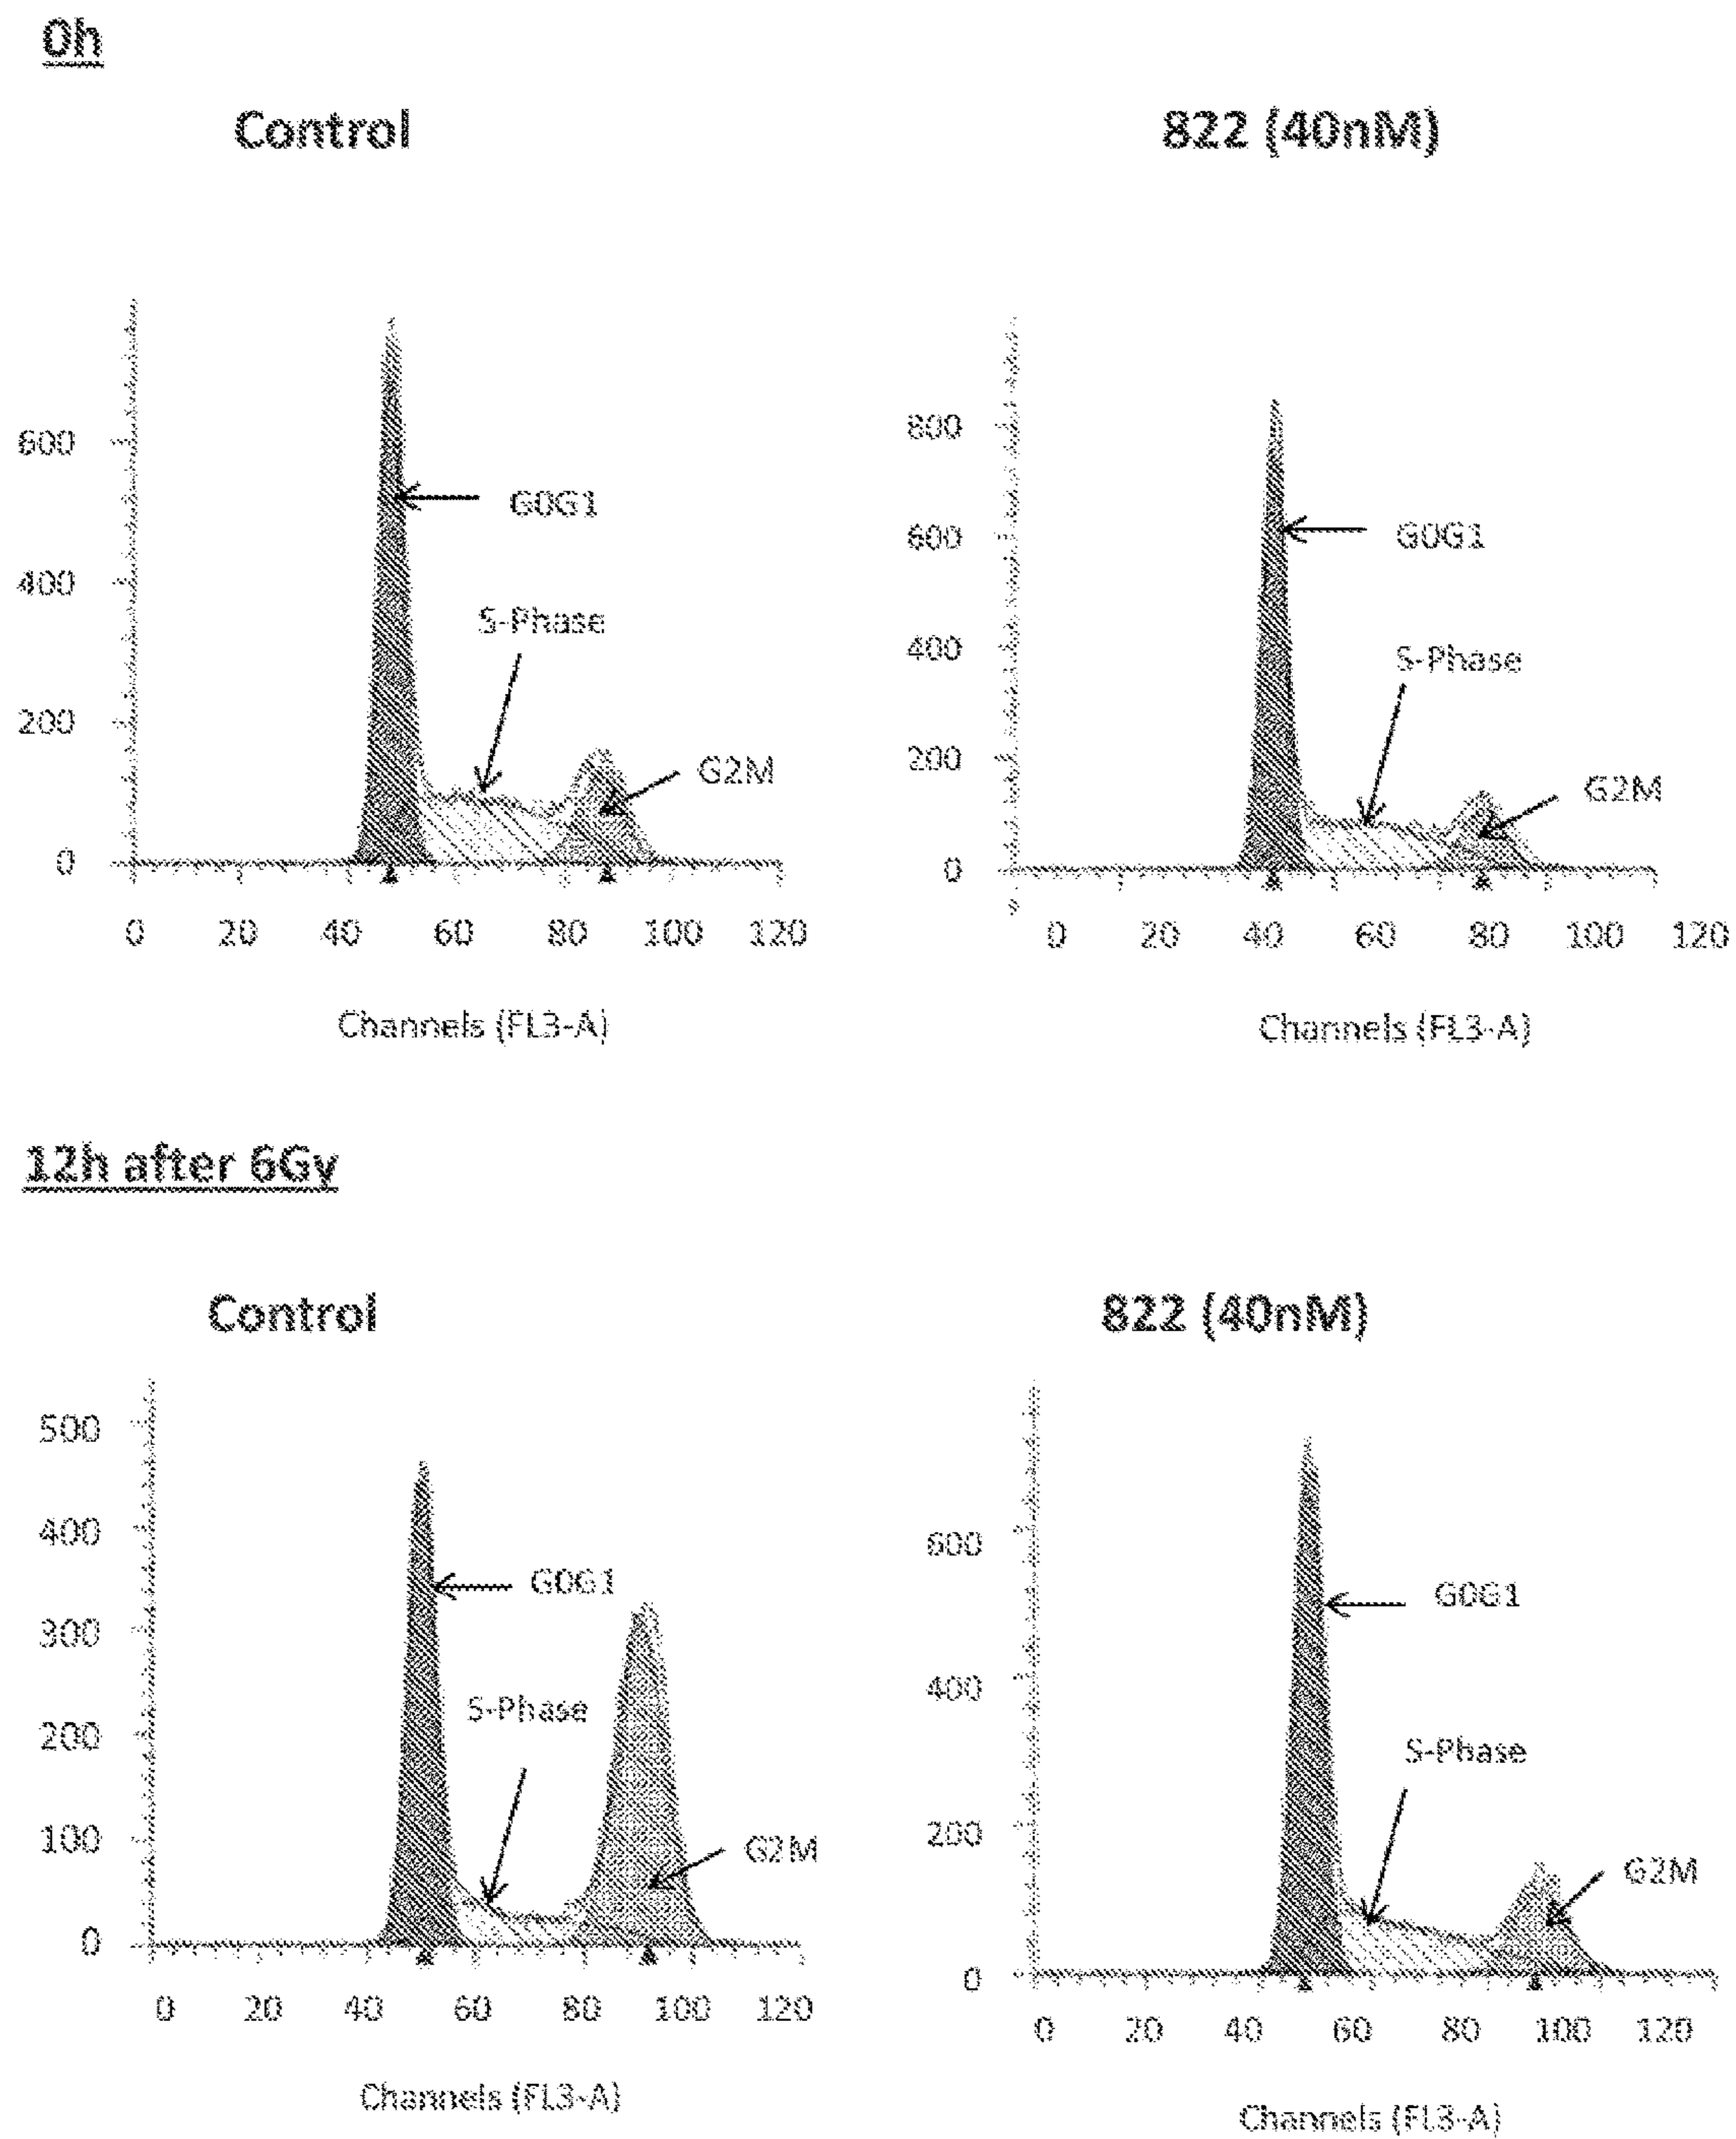 0h
Control
822 (40nM)
600
400
200
0
G0G1
S-Phase
G2M
0 20 40 60 80 100 120
Channels (FL3-A)
800
600
400
200
0
G0G1
S-Phase
G2M
0 20 40 60 80 100 120
Channels (FL3-A)
12h after 6Gy
Control
822 (40nM)
500
400
300
200
100
0
G0G1
S-Phase
G2M
0 20 40 60 80 100 120
Channels (FL3-A)
600
400
200
0
G0G1
S-Phase
G2M
0 20 40 60 80 100 120
Channels (FL3-A)